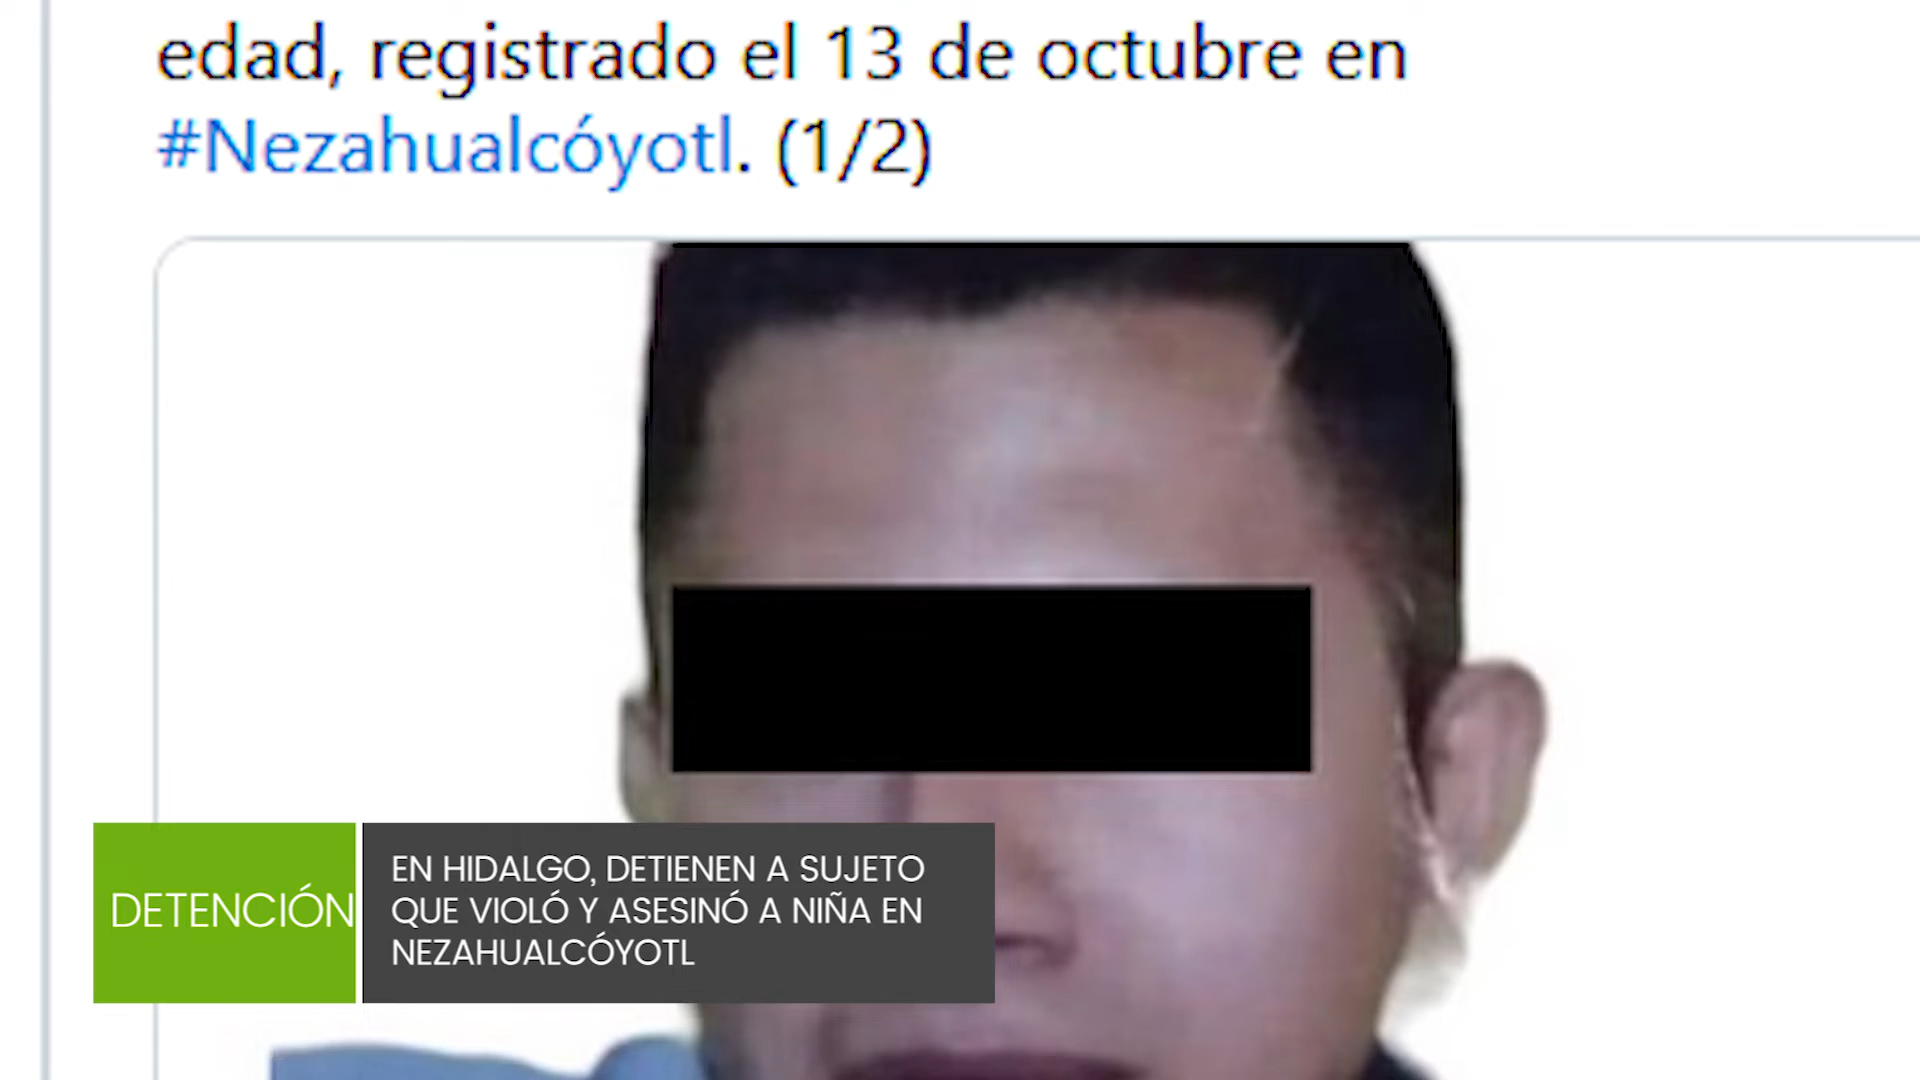 edad, registrado el 13 de octubre en
#Nezahualcóyotl. (1/2)
DETENCIÓN
EN HIDALGO, DETIENEN A SUJETO
QUE VIOLÓ Y ASESINÓ A NIÑA EN
NEZAHUALCÓYOTL